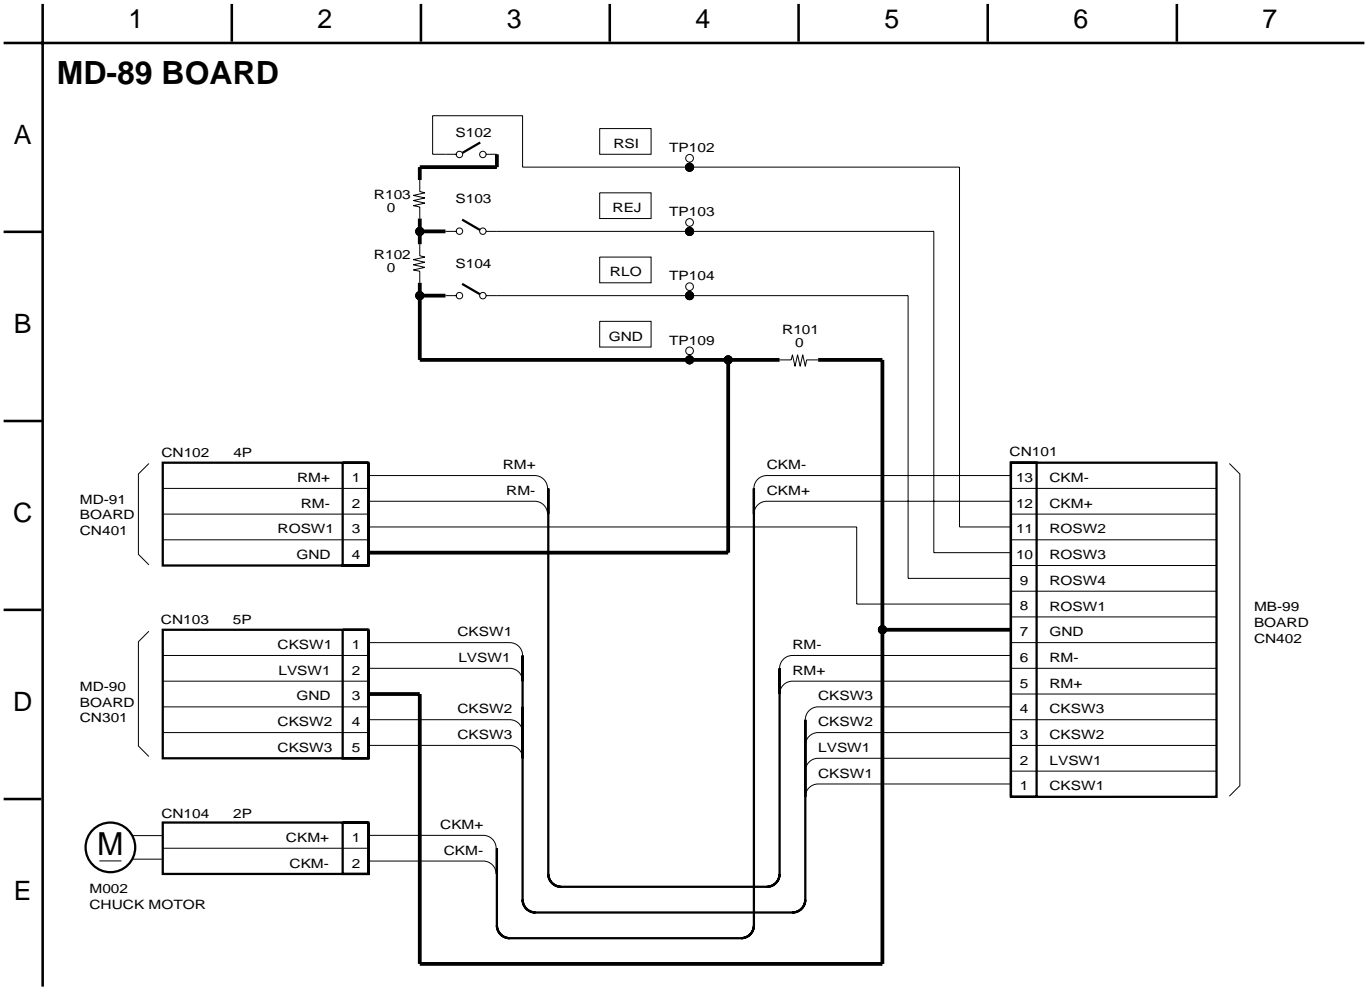 1 2 3 4 5 6 7
MD-89 BOARD
A
B
C
D
E
S102
RSI
TP102
R103
0
S103
REJ
TP103
R102
0
S104
RLO
TP104
GND
TP109
R101
0
CN102 4P
MD-91
BOARD
CN401
RM+ 1
RM- 2
ROSW1 3
GND 4
RM+
RM-
CKM-
CKM+
CN101
13 CKM-
12 CKM+
11 ROSW2
10 ROSW3
9 ROSW4
8 ROSW1
7 GND
6 RM-
5 RM+
4 CKSW3
3 CKSW2
2 LVSW1
1 CKSW1
MB-99
BOARD
CN402
CN103 5P
MD-90
BOARD
CN301
CKSW1 1
LVSW1 2
GND 3
CKSW2 4
CKSW3 5
CKSW1
LVSW1
CKSW2
CKSW3
RM-
RM+
CKSW3
CKSW2
LVSW1
CKSW1
CN104 2P
M
M002
CHUCK MOTOR
CKM+ 1
CKM- 2
CKM+
CKM-